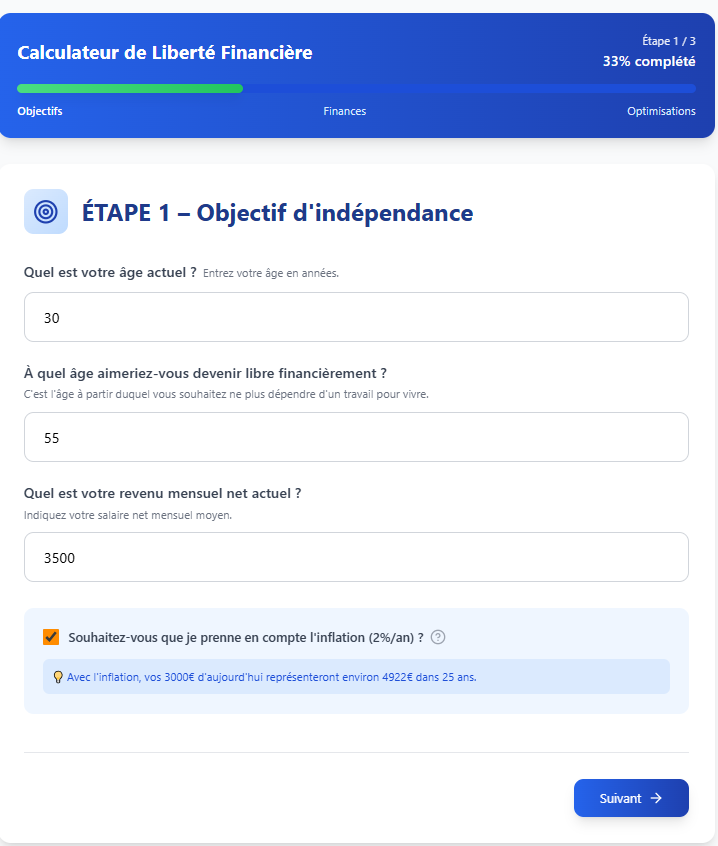 Calculateur de Liberté Financière
Étape 1 / 3
33% complété
Objectifs
Finances
Optimisations
ÉTAPE 1 – Objectif d'indépendance
Quel est votre âge actuel ? Entrez votre âge en années.
30
À quel âge aimeriez-vous devenir libre financièrement ?
C'est l'âge à partir duquel vous souhaitez ne plus dépendre d'un travail pour vivre.
55
Quel est votre revenu mensuel net actuel ?
Indiquez votre salaire net mensuel moyen.
3500
Souhaitez-vous que je prenne en compte l'inflation (2%/an) ? ?
Avec l'inflation, vos 3000€ d'aujourd'hui représenteront environ 4922€ dans 25 ans.
Suivant →